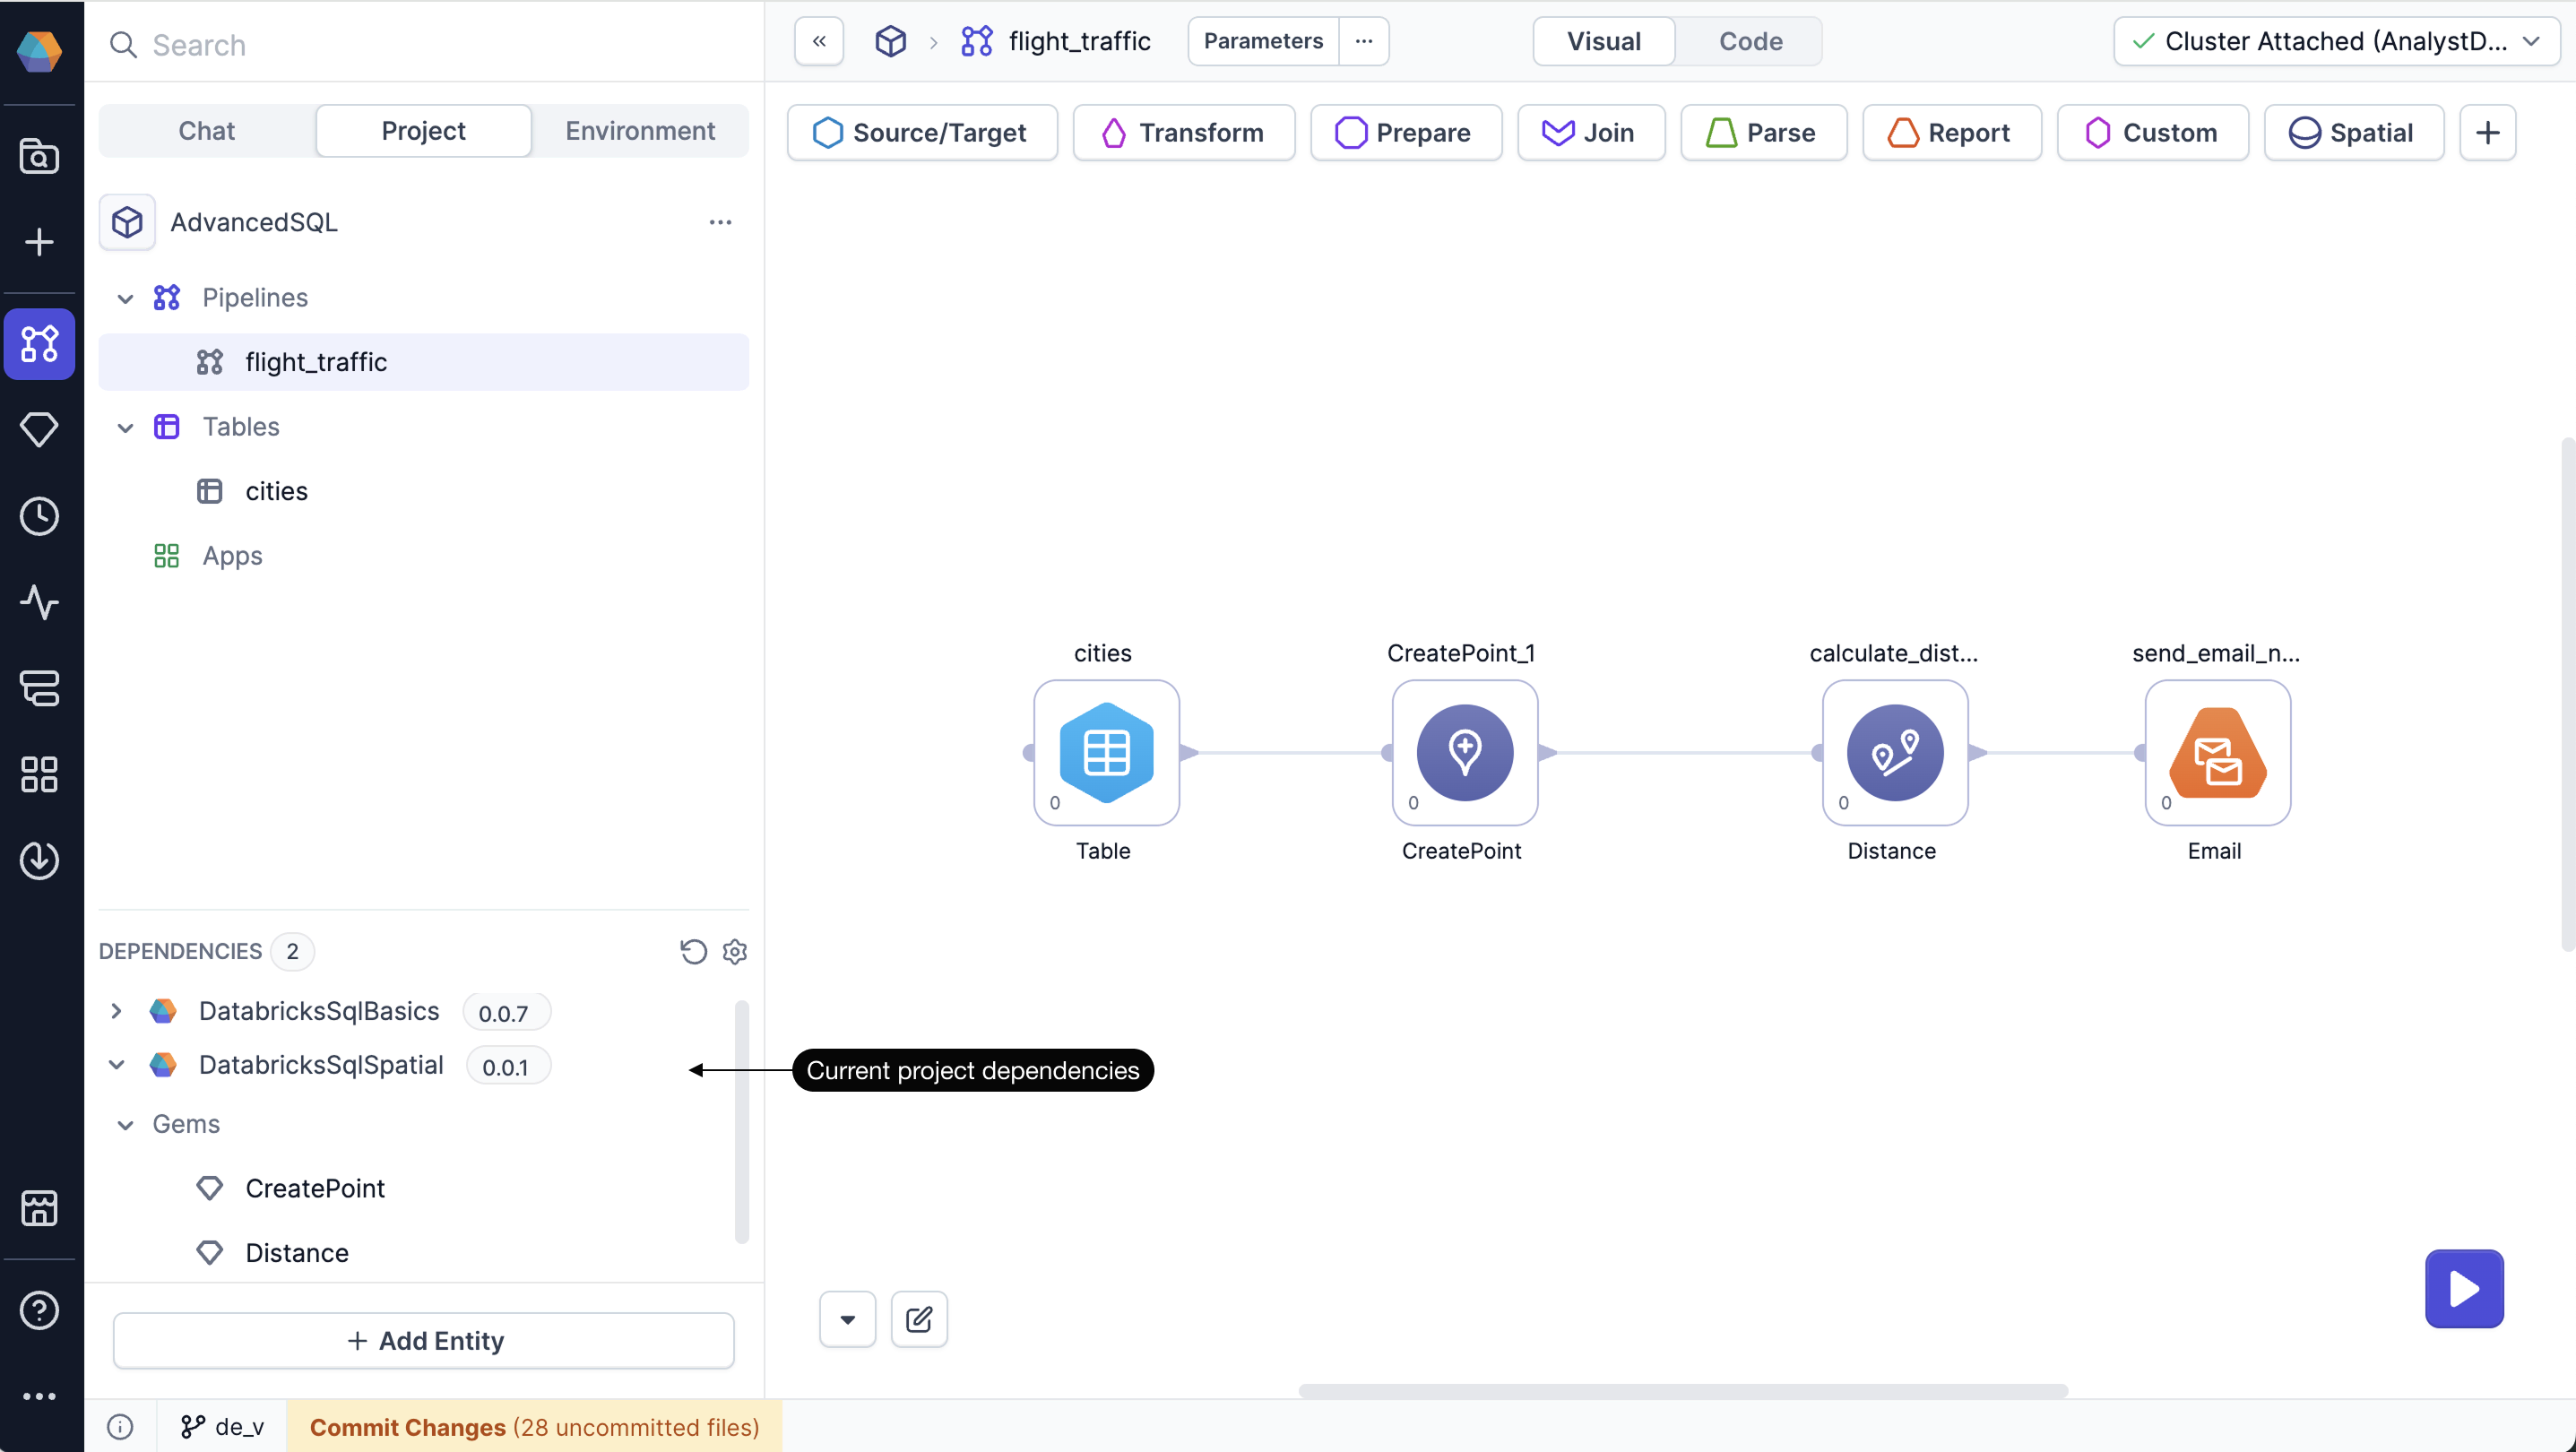 Search
flight_traffic
Parameters
Visual
Code
Cluster Attached (AnalystD...
Chat
Project
Environment
Source/Target
Transform
Prepare
Join
Parse
Report
Custom
Spatial
AdvancedSQL
Pipelines
flight_traffic
Tables
cities
Apps
cities
CreatePoint_1
calculate_dist...
send_email_n...
0
0
0
0
Table
CreatePoint
Distance
Email
DEPENDENCIES 2
DatabricksSqlBasics 0.0.7
DatabricksSqlSpatial 0.0.1
Current project dependencies
Gems
CreatePoint
Distance
+ Add Entity
de_v
Commit Changes (28 uncommitted files)